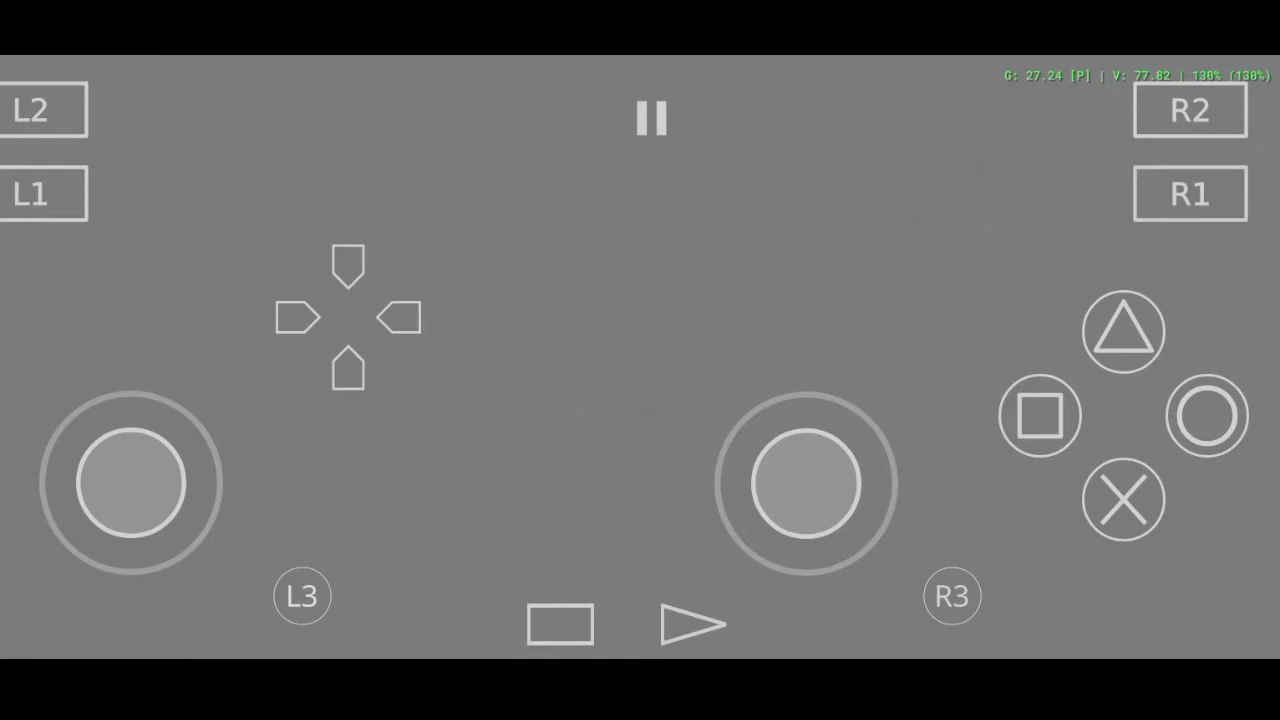 G: 27.24 [P] | V: 77.82 | 130% (130%)
L2
R2
L1
R1
L3
R3